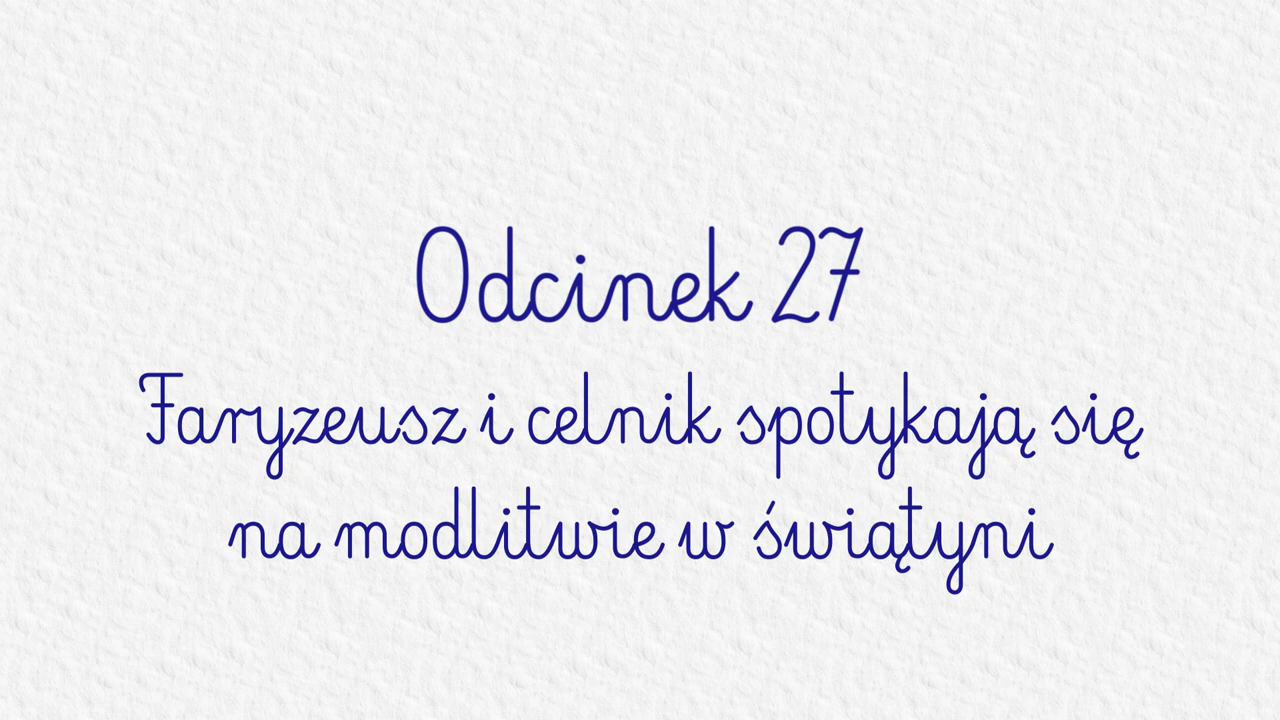 Odcinek 27
Faryzeusz i celnik spotykają się
na modlitwie w świątyni